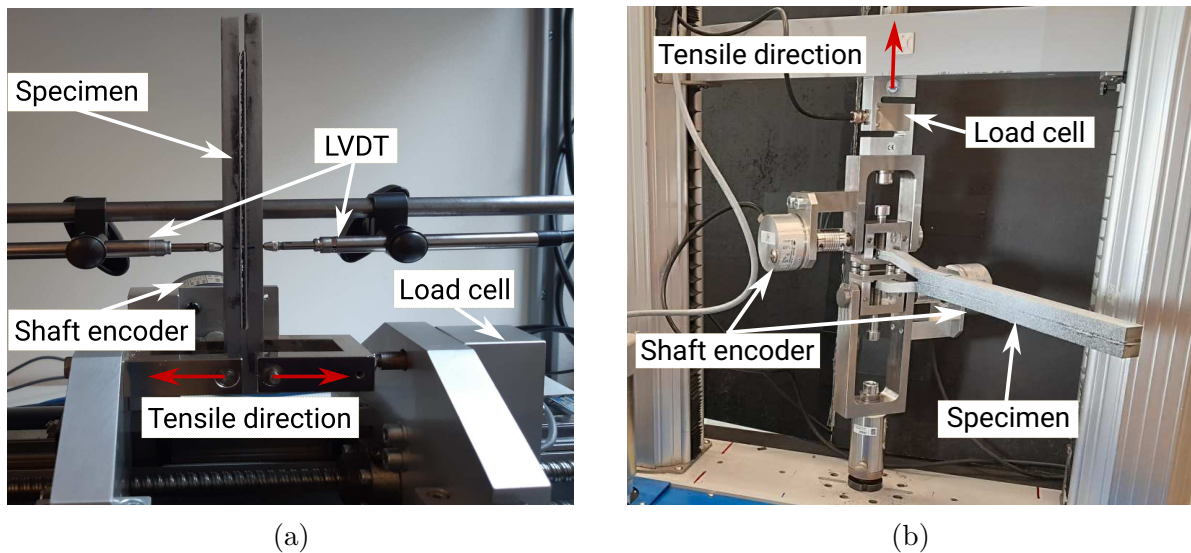 Specimen
LVDT
Load cell
Shaft encoder
Tensile direction
(a)
Tensile direction
Load cell
Shaft encoder
Specimen
(b)